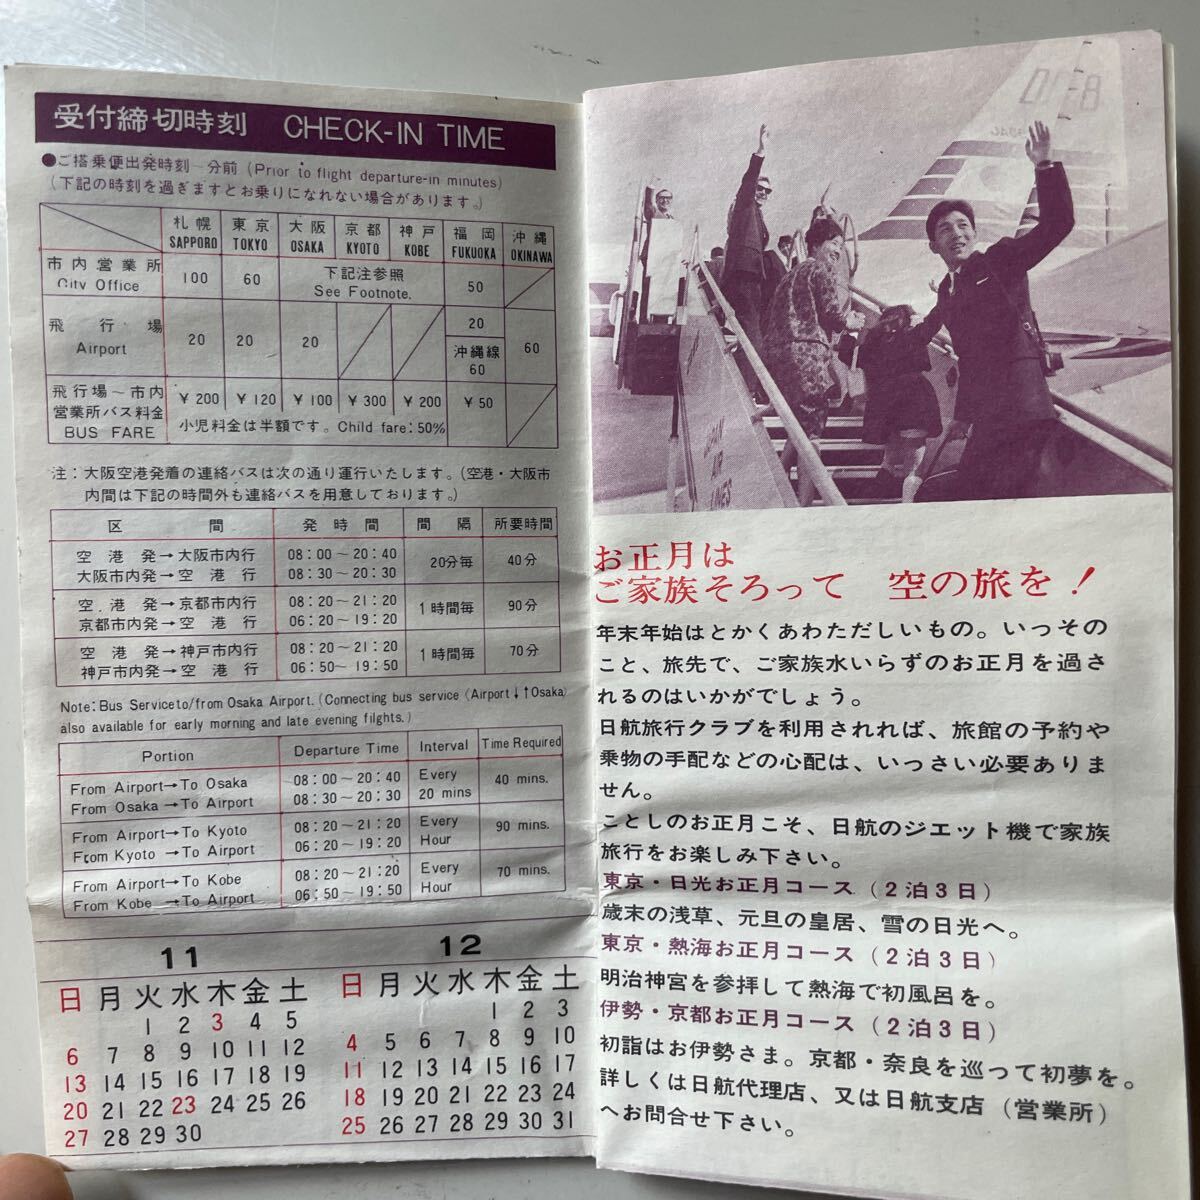 受付締切時刻 CHECK-IN TIME
●ご搭乗便出発時刻─分前 (Prior to flight departure-in minutes)
(下記の時刻を過ぎますとお乗りになれない場合があります。)
札幌 SAPPORO 東京 TOKYO 大阪 OSAKA 京都 KYOTO 神戸 KOBE 福岡 FUKUOKA 沖縄 OKINAWA
市内営業所 City Office 100 60 下記注参照 See Footnote. 50
飛行場 Airport 20 20 20 20 沖縄線 60 60
飛行場～市内営業所バス料金 BUS FARE ¥200 ¥120 ¥100 ¥300 ¥200 ¥50
小児料金は半額です。Child fare:50%
注:大阪空港発着の連絡バスは次の通り運行いたします。(空港・大阪市
内間は下記の時間外も連絡バスを用意しております。)
区間 発時間 間隔 所要時間
空港発→大阪市内行 08:00～20:40 20分毎 40分
大阪市内発→空港行 08:30～20:30
空港発→京都市内行 08:20～21:20 1時間毎 90分
京都市内発→空港行 06:20～19:20
空港発→神戸市内行 08:20～21:20 1時間毎 70分
神戸市内発→空港行 06:50～19:50
Note:Bus Service to/from Osaka Airport. (Connecting bus service (Airport↓↑Osaka)
also available for early morning and late evening filghts.)
Portion Departure Time Interval Time Required
From Airport→To Osaka 08:00～20:40 Every 40 mins.
From Osaka→To Airport 08:30～20:30 20 mins
From Airport→To Kyoto 08:20～21:20 Every 90 mins.
From Kyoto→To Airport 06:20～19:20 Hour
From Airport→To Kobe 08:20～21:20 Every 70 mins.
From Kobe→To Airport 06:50～19:50 Hour
11
日月火水木金土
1 2 3 4 5
6 7 8 9 10 11 12
13 14 15 16 17 18 19
20 21 22 23 24 25 26
27 28 29 30
12
日月火水木金土
1 2 3
4 5 6 7 8 9 10
11 12 13 14 15 16 17
18 19 20 21 22 23 24
25 26 27 28 29 30 31
お正月は
ご家族そろって 空の旅を!
年末年始はとかくあわただしいもの。いっその
こと、旅先で、ご家族水いらずのお正月を過さ
れるのはいかがでしょう。
日航旅行クラブを利用されれば、旅館の予約や
乗物の手配などの心配は、いっさい必要ありま
せん。
ことしのお正月こそ、日航のジエット機で家族
旅行をお楽しみ下さい。
東京・日光お正月コース(2泊3日)
歳末の浅草、元旦の皇居、雪の日光へ。
東京・熱海お正月コース(2泊3日)
明治神宮を参拝して熱海で初風呂を。
伊勢・京都お正月コース(2泊3日)
初詣はお伊勢さま。京都・奈良を巡って初夢を。
詳しくは日航代理店、又は日航支店(営業所)
へお問合せ下さい。